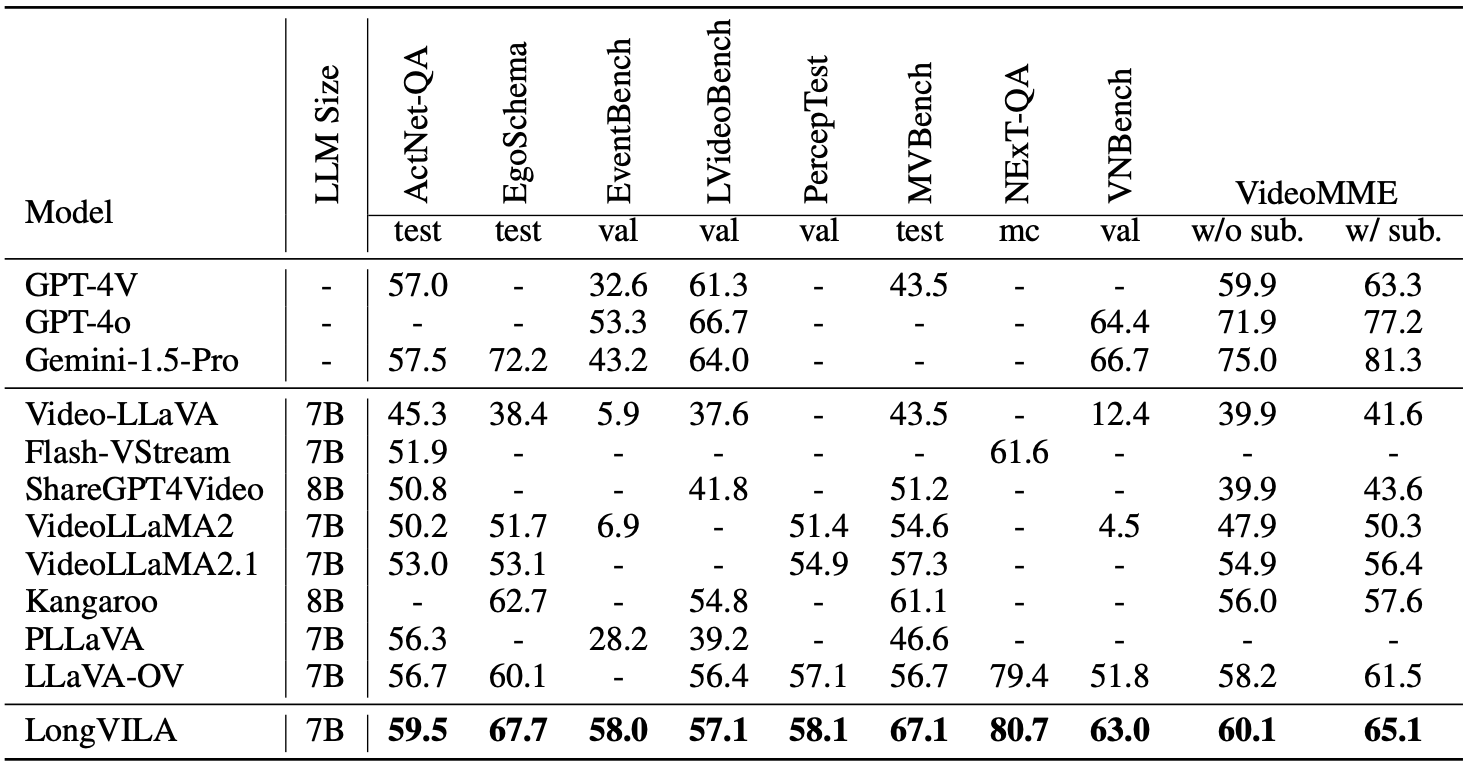 Model LLM Size ActNet-QA EgoSchema EventBench LVideoBench PercepTest MVBench NExT-QA VNBench VideoMME
test test val val val test mc val w/o sub. w/ sub.
GPT-4V - 57.0 - 32.6 61.3 - 43.5 - - 59.9 63.3
GPT-4o - - - 53.3 66.7 - - - 64.4 71.9 77.2
Gemini-1.5-Pro - 57.5 72.2 43.2 64.0 - - - 66.7 75.0 81.3
Video-LLaVA 7B 45.3 38.4 5.9 37.6 - 43.5 - 12.4 39.9 41.6
Flash-VStream 7B 51.9 - - - - - 61.6 - - -
ShareGPT4Video 8B 50.8 - - 41.8 - 51.2 - - 39.9 43.6
VideoLLaMA2 7B 50.2 51.7 6.9 - 51.4 54.6 - 4.5 47.9 50.3
VideoLLaMA2.1 7B 53.0 53.1 - - 54.9 57.3 - - 54.9 56.4
Kangaroo 8B - 62.7 - 54.8 - 61.1 - - 56.0 57.6
PLLaVA 7B 56.3 - 28.2 39.2 - 46.6 - - - -
LLaVA-OV 7B 56.7 60.1 - 56.4 57.1 56.7 79.4 51.8 58.2 61.5
LongVILA 7B 59.5 67.7 58.0 57.1 58.1 67.1 80.7 63.0 60.1 65.1